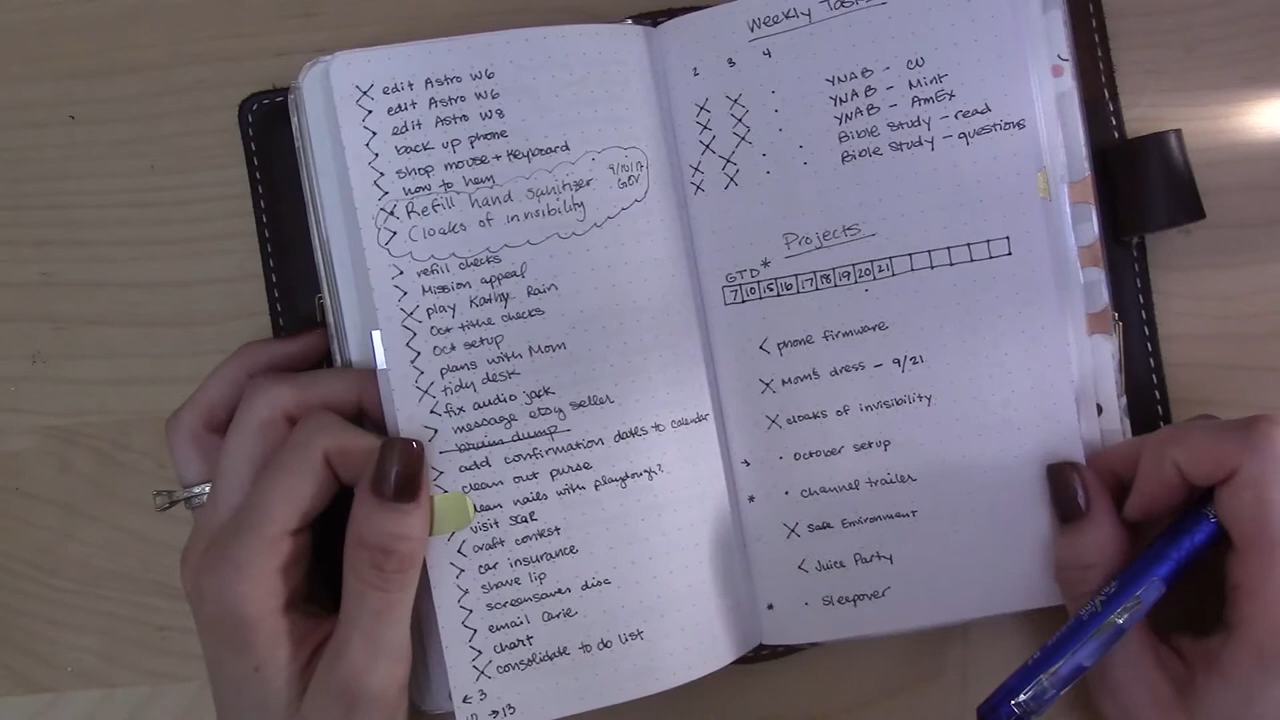 X edit Astro W6
> edit Astro W6
> edit Astro W8
> back up phone
> shop mouse + keyboard
> how to hem
X Refill hand sanitizer 9/10/17
> Cloaks of invisibility
> refill checks
> Mission appeal
X play Kathy Rain
> Oct tithe checks
> Oct setup
> plans with Mom
X tidy desk
< fix audio jack
> message etsy seller
brain dump
> add confirmation dates to calendar
> clean out purse
clean nails with playdough?
visit SGR
< craft contest
> car insurance
> shave lip
> screensaver disc
> email Carie
> chart
X consolidate to do list
← 3
→ 13
Weekly Tasks
2 3 4
X X · YNAB - CU
X X YNAB - Mint
X X · YNAB - AmEx
X X · · Bible Study - read
X X · · Bible Study - questions
Projects
GTD *
7 10 15 16 17 18 19 20 21
< phone firmware
X Mom's dress - 9/21
X cloaks of invisibility
→ · October setup
* · channel trailer
X Safe Environment
< Juice Party
* · Sleepover